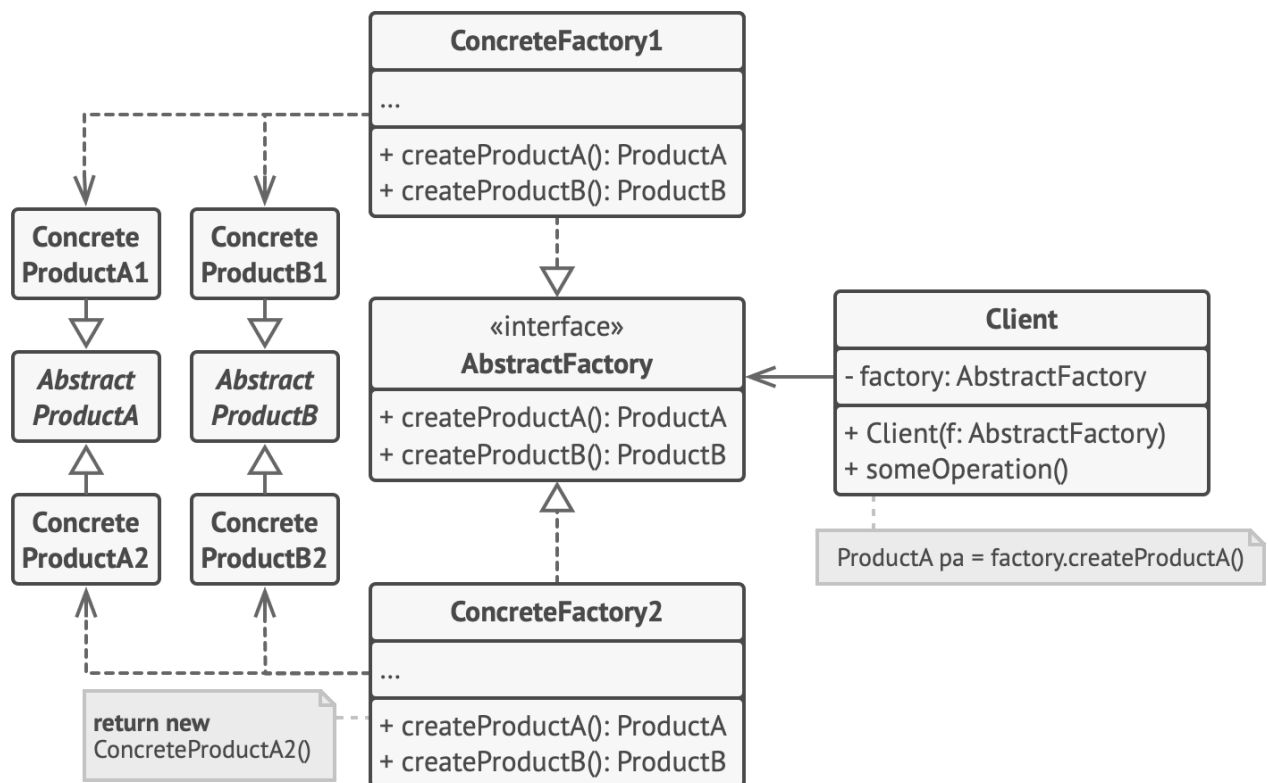 ConcreteFactory1
...
+ createProductA(): ProductA
+ createProductB(): ProductB
Concrete
ProductA1
Concrete
ProductB1
Abstract
ProductA
Abstract
ProductB
Concrete
ProductA2
Concrete
ProductB2
«interface»
AbstractFactory
+ createProductA(): ProductA
+ createProductB(): ProductB
Client
- factory: AbstractFactory
+ Client(f: AbstractFactory)
+ someOperation()
ProductA pa = factory.createProductA()
ConcreteFactory2
...
+ createProductA(): ProductA
+ createProductB(): ProductB
return new
ConcreteProductA2()